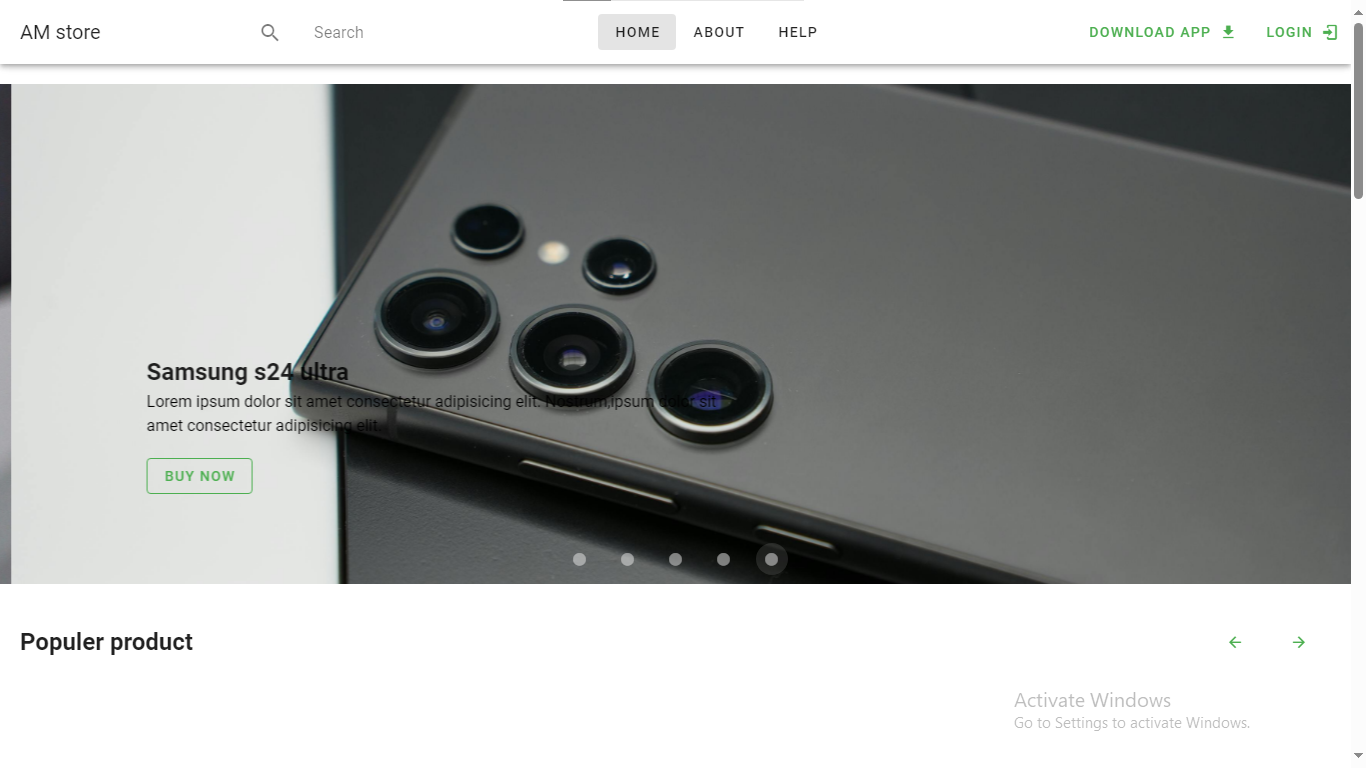 AM store
Search
HOME
ABOUT
HELP
DOWNLOAD APP
LOGIN
Samsung s24 ultra
Lorem ipsum dolor sit amet consectetur adipisicing elit. Nostrum,ipsum dolor sit
amet consectetur adipisicing elit.
BUY NOW
Populer product
Activate Windows
Go to Settings to activate Windows.